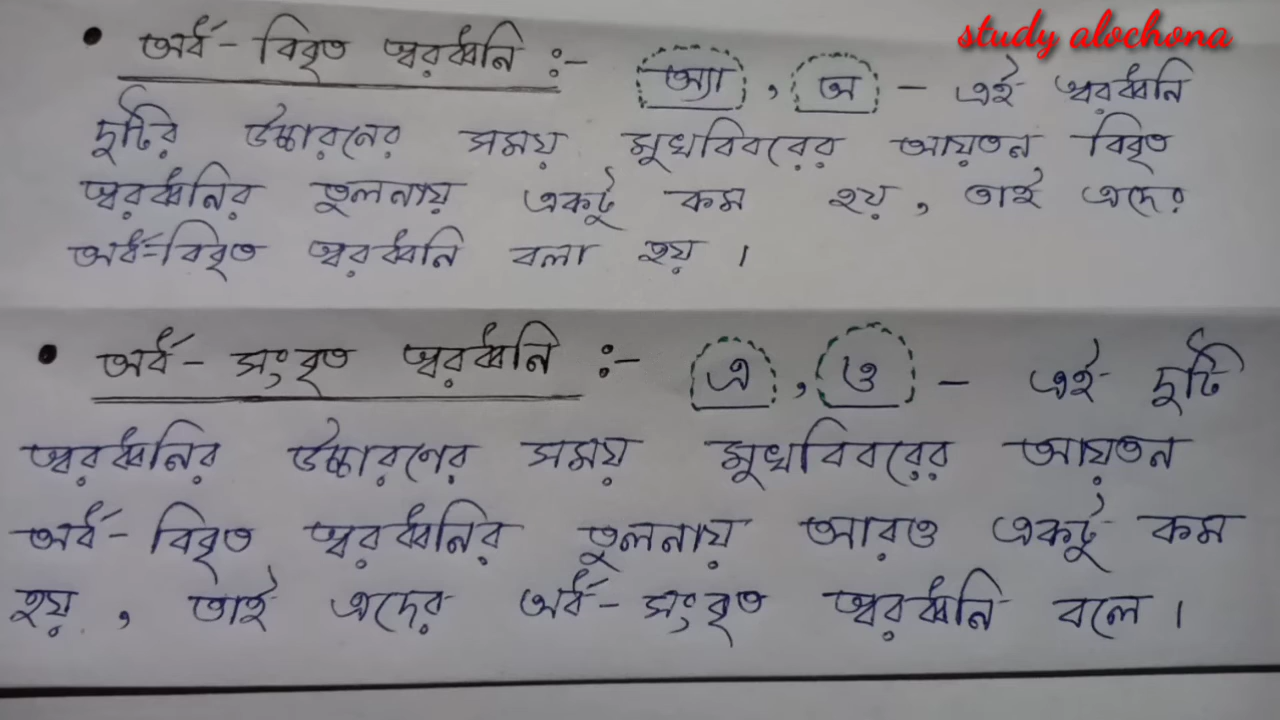 study alochona
• অর্ধ - বিবৃত স্বরধ্বনি :- অ্যা , অ - এই স্বরধ্বনি
দুটির উচ্চারনের সময় মুখবিবরের আয়তন বিবৃত
স্বরধ্বনির তুলনায় একটু কম হয় , তাই এদের
অর্ধ-বিবৃত স্বরধ্বনি বলা হয় ।
• অর্ধ - সংবৃত স্বরধ্বনি :- এ , ও - এই দুটি
স্বরধ্বনির উচ্চারণের সময় মুখবিবরের আয়তন
অর্ধ - বিবৃত স্বরধ্বনির তুলনায় আরও একটু কম
হয় , তাই এদের অর্ধ - সংবৃত স্বরধ্বনি বলে ।